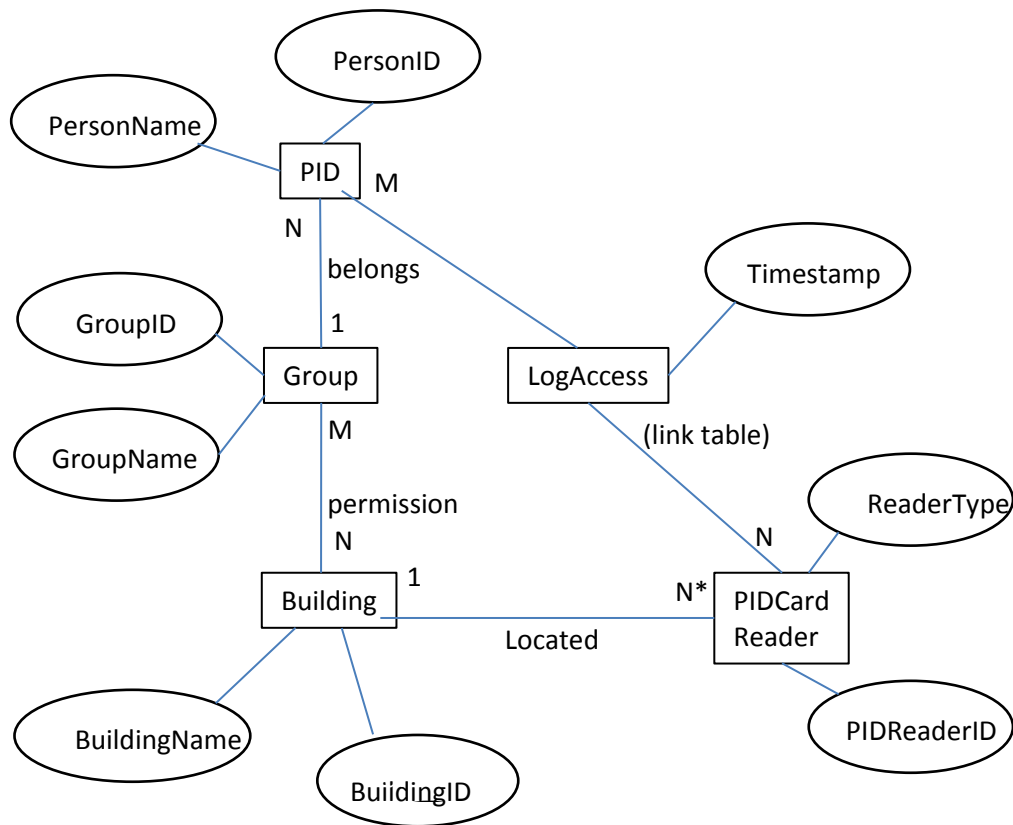 PersonID
PersonName
PID
M
N
belongs
Timestamp
GroupID
1
Group
LogAccess
M
(link table)
GroupName
ReaderType
permission
N
N
1
N*
PIDCard
Reader
Building
Located
BuildingName
PIDReaderID
BuildingID